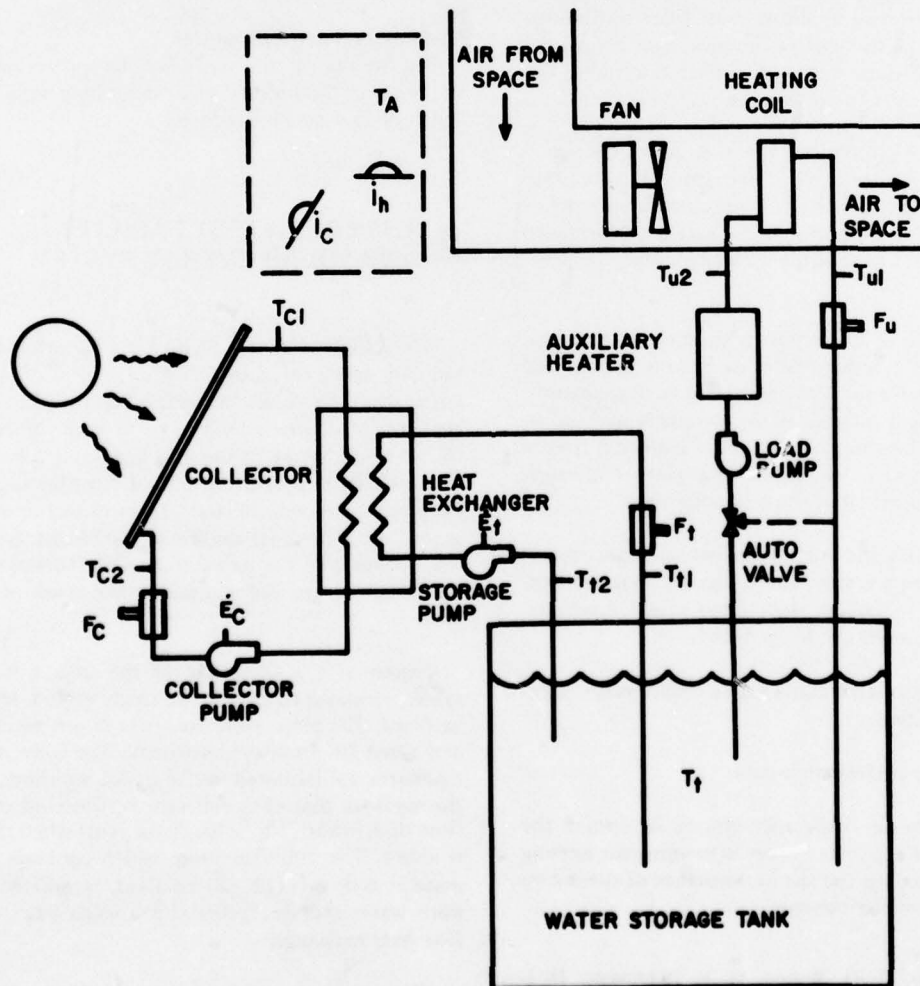 AIR FROM
SPACE
HEATING
COIL
FAN
T_A
i_h
i_C
AIR TO
SPACE
T_u2
T_u1
T_C1
F_u
AUXILIARY
HEATER
COLLECTOR
HEAT
EXCHANGER
LOAD
PUMP
Ė_t
F_t
AUTO
VALVE
T_C2
STORAGE
PUMP
T_t2
T_t1
F_C
Ė_C
COLLECTOR
PUMP
T_t
WATER STORAGE TANK